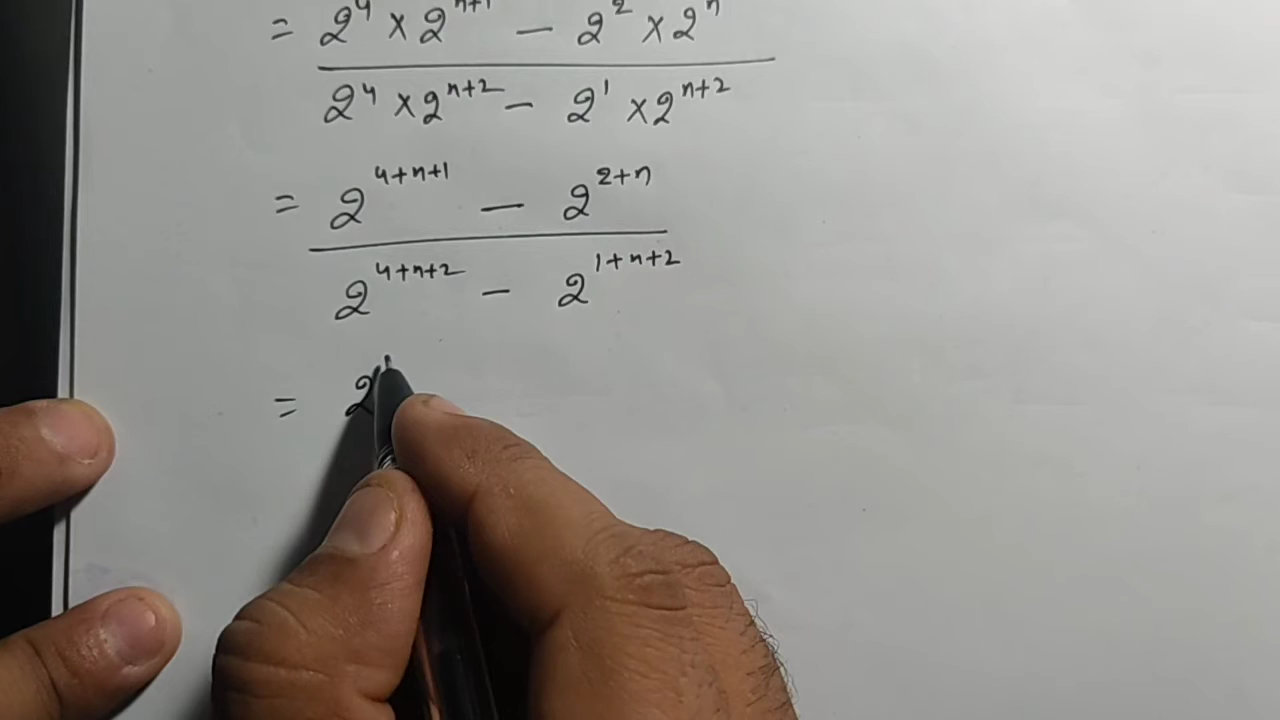 = 2⁴ × 2ⁿ⁺¹ − 2² × 2ⁿ
2⁴ × 2ⁿ⁺² − 2¹ × 2ⁿ⁺²
= 2⁴⁺ⁿ⁺¹ − 2²⁺ⁿ
2⁴⁺ⁿ⁺² − 2¹⁺ⁿ⁺²
= 2